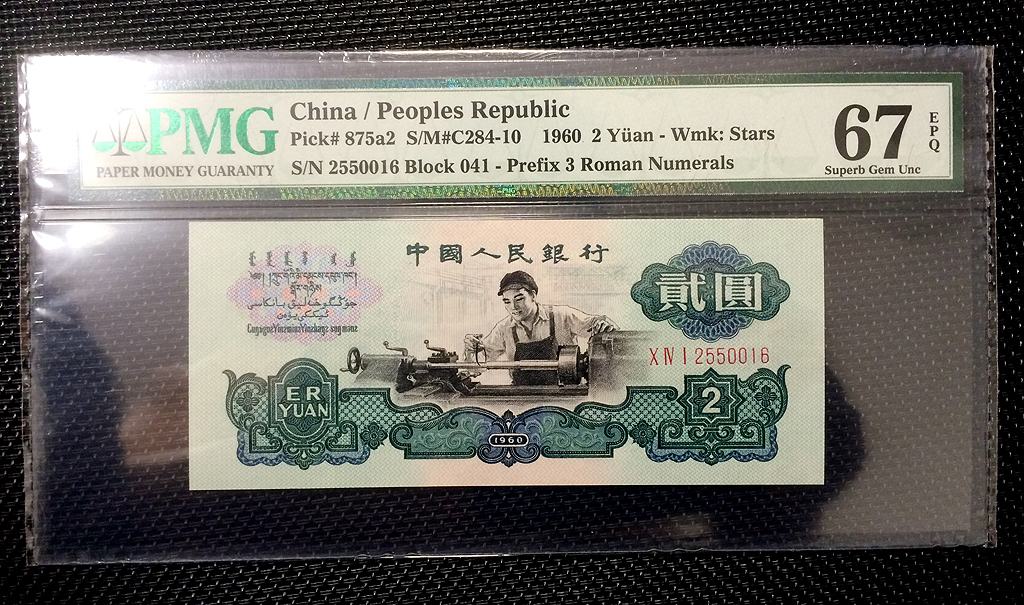 PMG
PAPER MONEY GUARANTY
China / Peoples Republic
Pick# 875a2 S/M#C284-10 1960 2 Yüan - Wmk: Stars
S/N 2550016 Block 041 - Prefix 3 Roman Numerals
67
EPQ
Superb Gem Unc
中國人民銀行
貳圓
XⅣⅠ2550016
ER
YUAN
2
1960